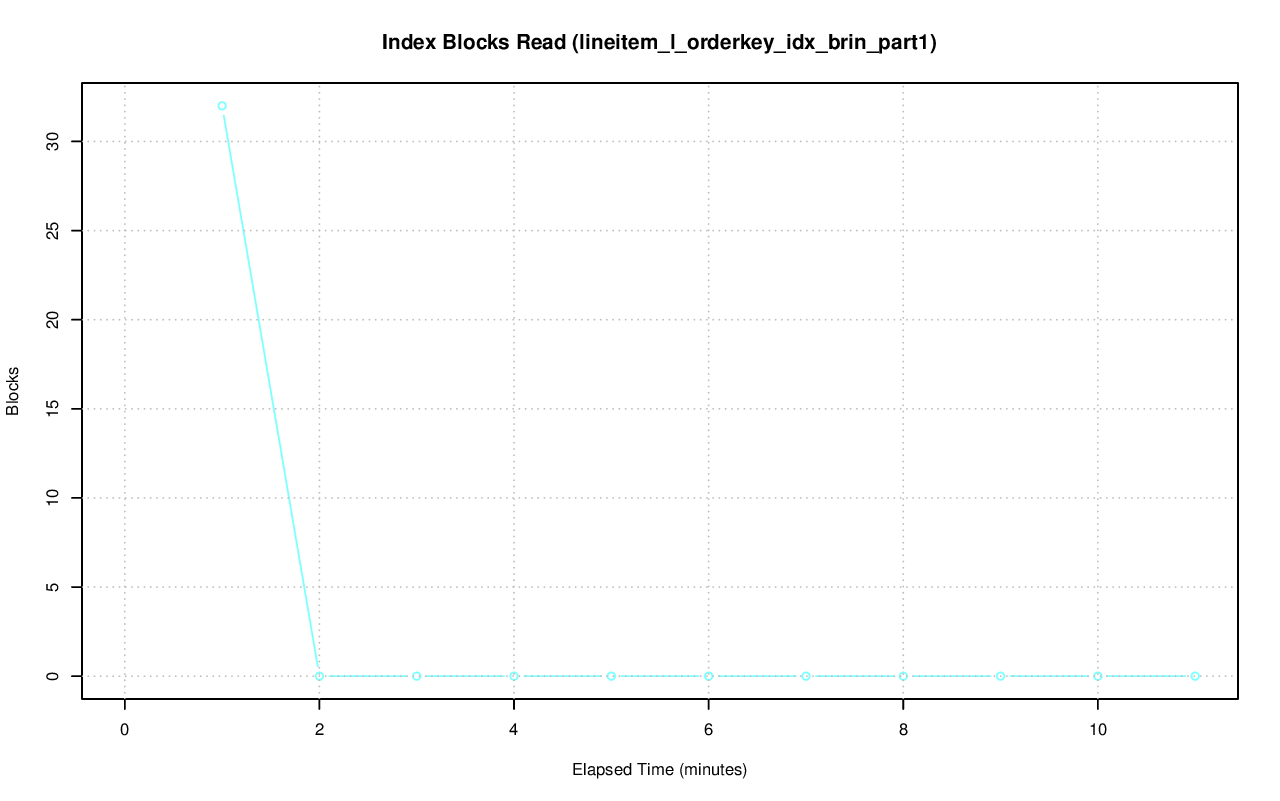 Index Blocks Read (lineitem_l_orderkey_idx_brin_part1)
30
25
20
15
10
5
0
Blocks
0 2 4 6 8 10
Elapsed Time (minutes)